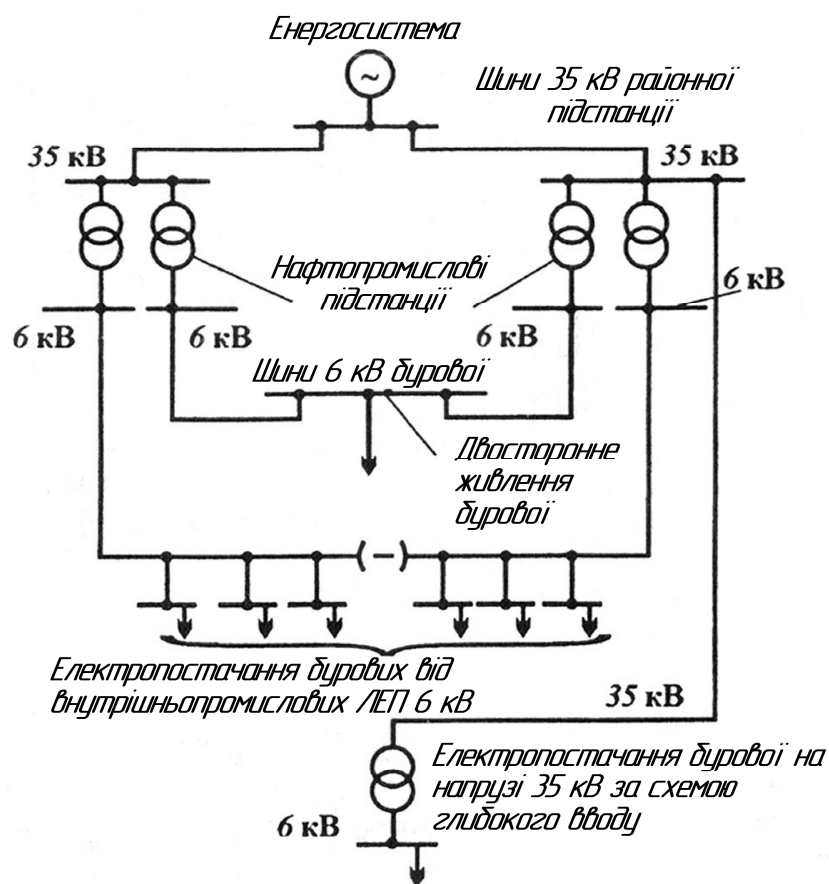 Енергосистема
~
Шини 35 кВ районної
підстанції
35 кВ
35 кВ
Нафтопромислові
підстанції
6 кВ
6 кВ
6 кВ
6 кВ
Шини 6 кВ бурової
Двосторонне
живлення
бурової
Електропостачання бурових від
внутрішньопромислових ЛЕП 6 кВ
35 кВ
Електропостачання бурової на
напрузі 35 кВ за схемою
глибокого вводу
6 кВ